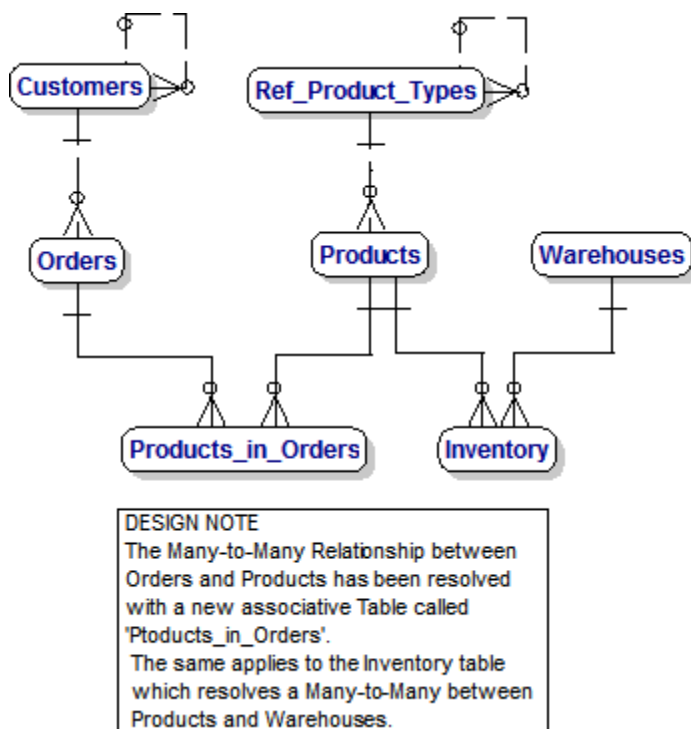 Customers
Ref_Product_Types
Orders
Products
Warehouses
Products_in_Orders
Inventory
DESIGN NOTE
The Many-to-Many Relationship between
Orders and Products has been resolved
with a new associative Table called
'Ptoducts_in_Orders'.
The same applies to the Inventory table
which resolves a Many-to-Many between
Products and Warehouses.